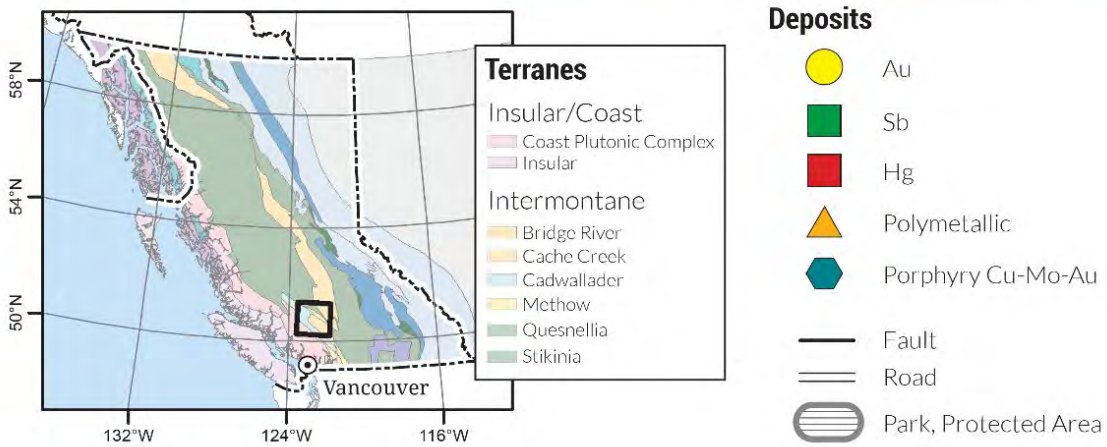 58°N
54°N
50°N
132°W
124°W
116°W
Vancouver
Terranes
Insular/Coast
Coast Plutonic Complex
Insular
Intermontane
Bridge River
Cache Creek
Cadwallader
Methow
Quesnellia
Stikinia
Deposits
Au
Sb
Hg
Polymetallic
Porphyry Cu-Mo-Au
Fault
Road
Park, Protected Area